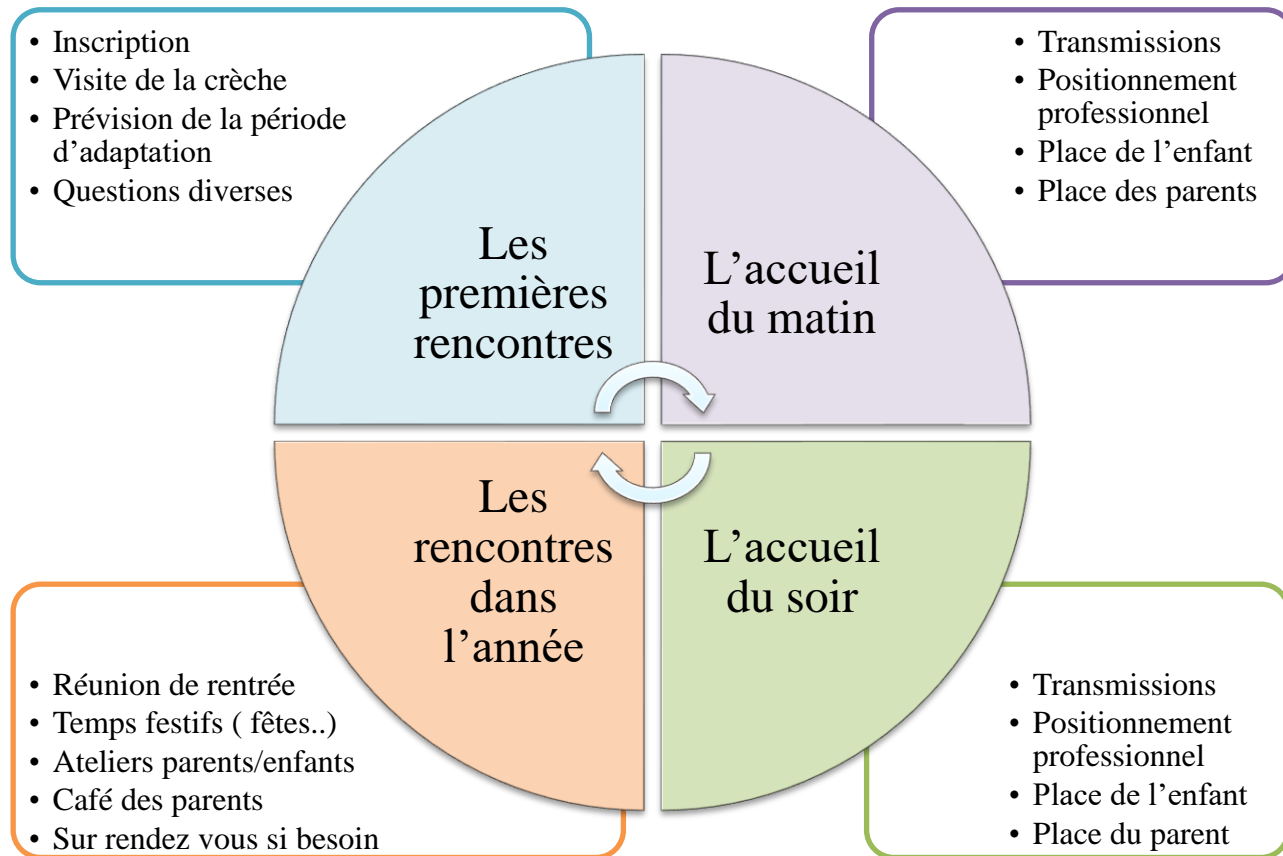 • Inscription
• Visite de la crèche
• Prévision de la période
d’adaptation
• Questions diverses
• Transmissions
• Positionnement
professionnel
• Place de l’enfant
• Place des parents
Les
premières
rencontres
L’accueil
du matin
Les
rencontres
dans
l’année
L’accueil
du soir
• Réunion de rentrée
• Temps festifs ( fêtes..)
• Ateliers parents/enfants
• Café des parents
• Sur rendez vous si besoin
• Transmissions
• Positionnement
professionnel
• Place de l’enfant
• Place du parent